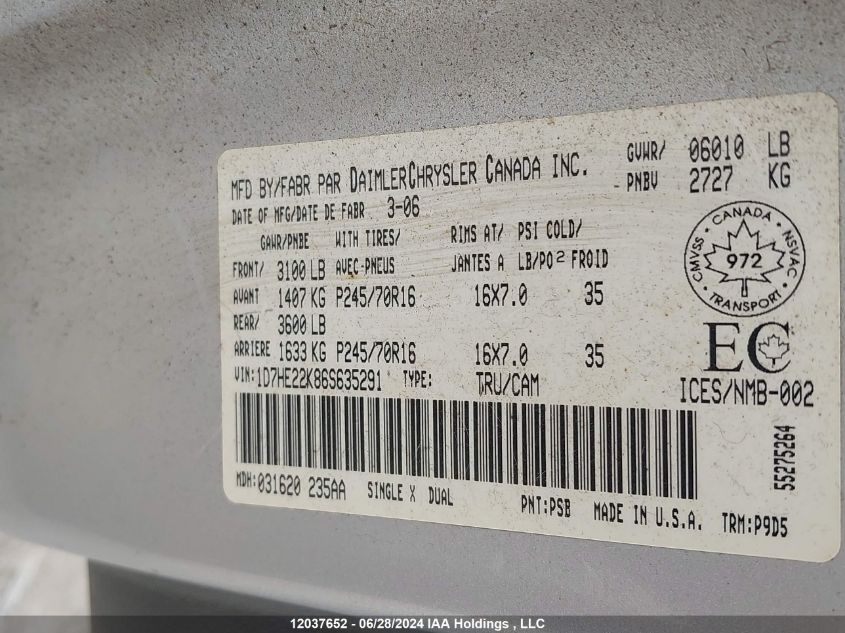 MFD BY/FABR PAR DAIMLERCHRYSLER CANADA INC. GVWR/ 06010 LB
DATE OF MFG/DATE DE FABR 3-06 PNBV 2727 KG
GAWR/PNBE WITH TIRES/ RIMS AT/ PSI COLD/
FRONT/ 3100 LB AVEC-PNEUS JANTES A LB/PO² FROID
AVANT 1407 KG P245/70R16 16X7.0 35
REAR/ 3600 LB
ARRIERE 1633 KG P245/70R16 16X7.0 35
VIN:1D7HE22K86S635291 TYPE: TRU/CAM
CMVSS · CANADA · NSVAC
972
· TRANSPORT ·
EC
ICES/NMB-002
55275264
MDH:031620 235AA SINGLE X DUAL PNT:PSB MADE IN U.S.A. TRM:P9D5
12037652 - 06/28/2024 IAA Holdings , LLC